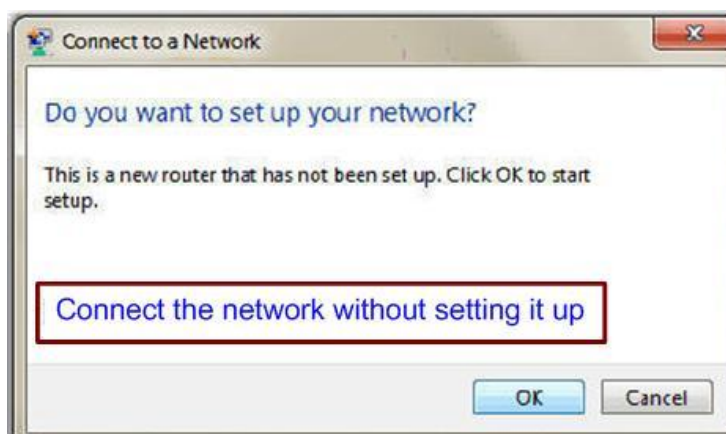 Connect to a Network
Do you want to set up your network?
This is a new router that has not been set up. Click OK to start
setup.
Connect the network without setting it up
OK Cancel